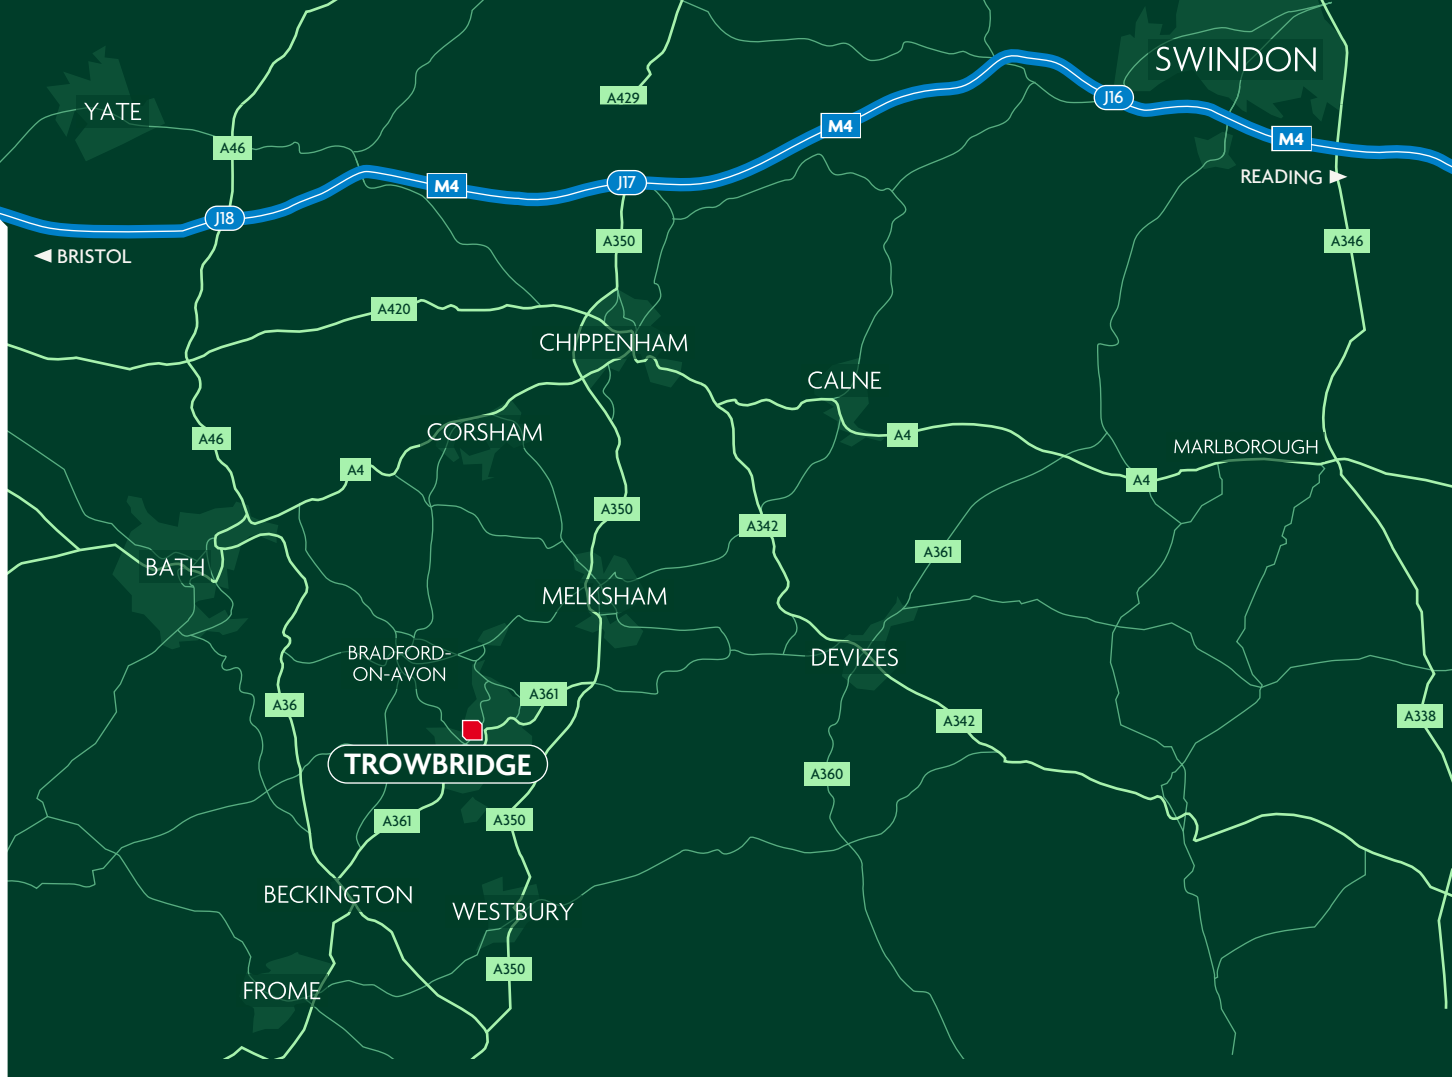 SWINDON
A429
J16
YATE
M4
M4
A46
READING
J17
M4
J18
A350
A346
BRISTOL
A420
CHIPPENHAM
CALNE
CORSHAM
A4
A46
MARLBOROUGH
A4
A4
A350
A342
A361
BATH
MELKSHAM
BRADFORD-
ON-AVON
DEVIZES
A361
A36
A338
A342
TROWBRIDGE
A360
A361
A350
BECKINGTON
WESTBURY
A350
FROME